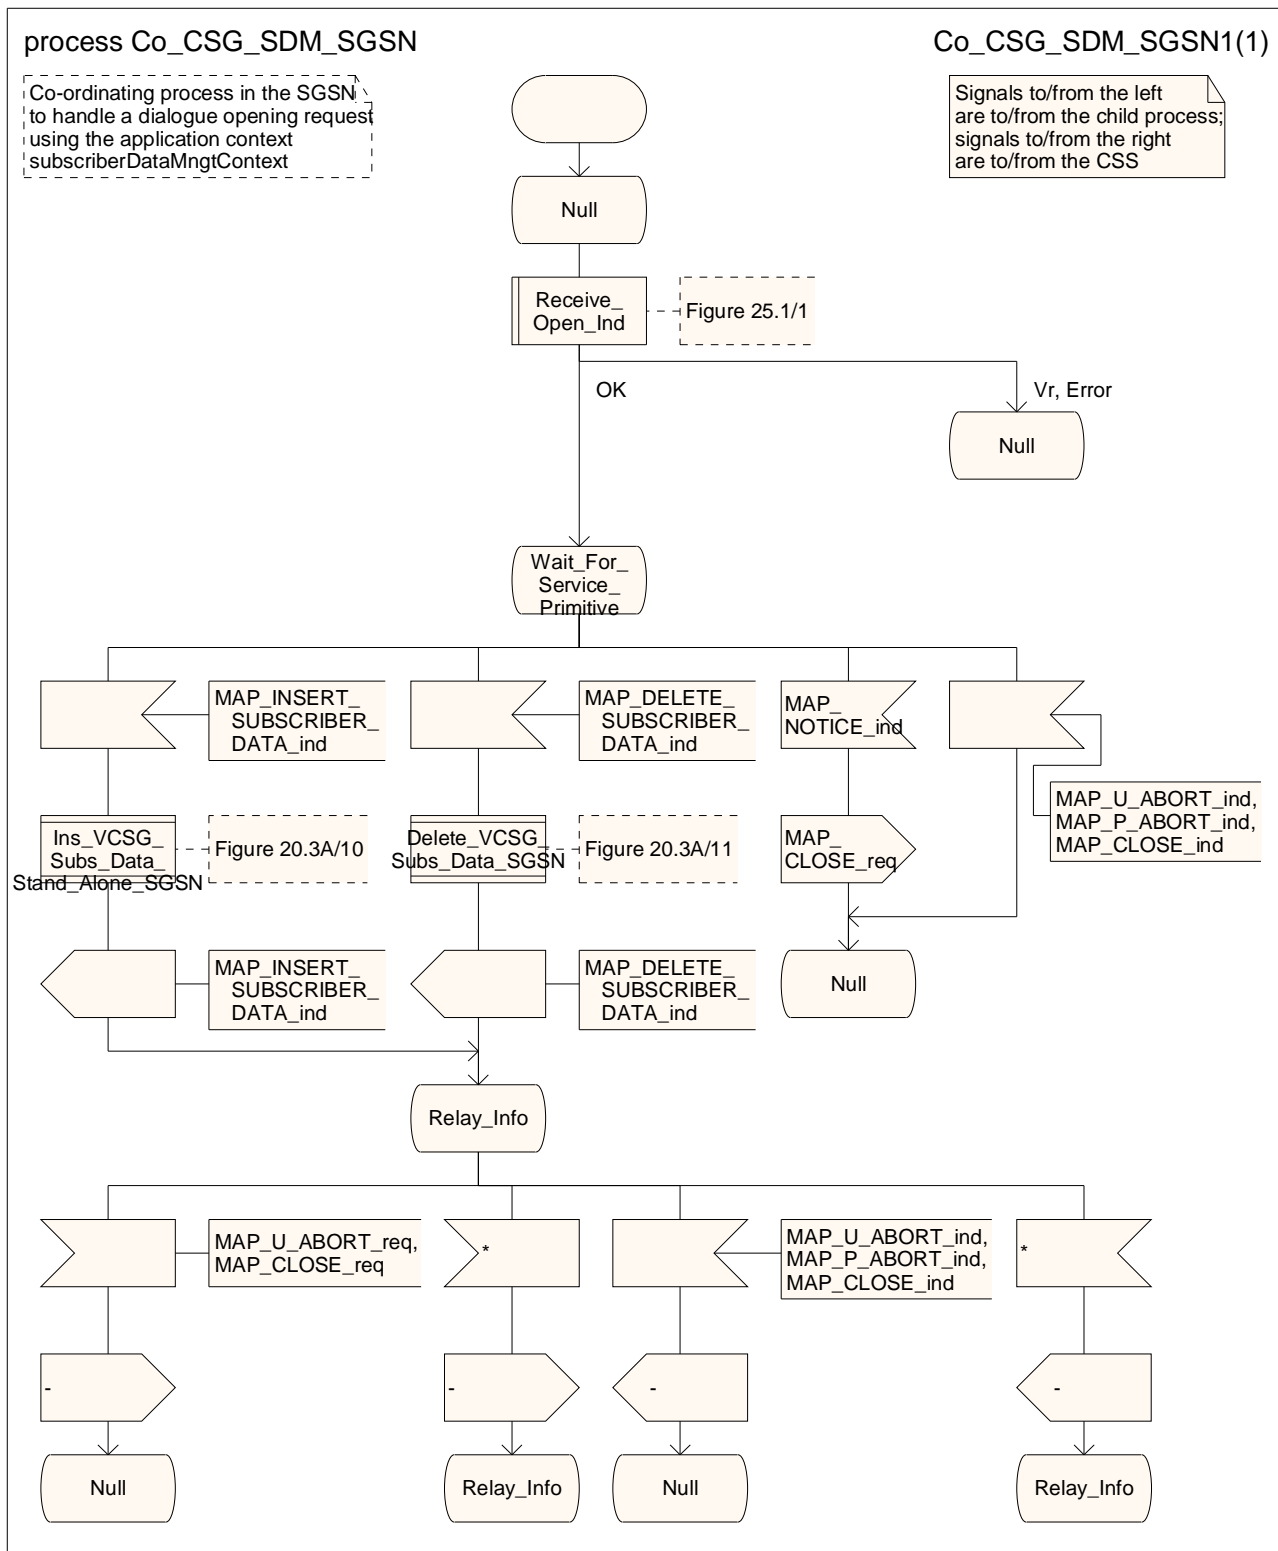 process Co_CSG_SDM_SGSN
Co_CSG_SDM_SGSN1(1)
Co-ordinating process in the SGSN
to handle a dialogue opening request
using the application context
subscriberDataMngtContext
Signals to/from the left
are to/from the child process;
signals to/from the right
are to/from the CSS
Null
Receive_
Open_Ind
Figure 25.1/1
OK
Vr, Error
Null
Wait_For_
Service_
Primitive
MAP_INSERT_
SUBSCRIBER_
DATA_ind
MAP_DELETE_
SUBSCRIBER_
DATA_ind
MAP_
NOTICE_ind
MAP_U_ABORT_ind,
MAP_P_ABORT_ind,
MAP_CLOSE_ind
Ins_VCSG_
Subs_Data_
Stand_Alone_SGSN
Figure 20.3A/10
Delete_VCSG_
Subs_Data_SGSN
Figure 20.3A/11
MAP_
CLOSE_req
MAP_INSERT_
SUBSCRIBER_
DATA_ind
MAP_DELETE_
SUBSCRIBER_
DATA_ind
Null
Relay_Info
MAP_U_ABORT_req,
MAP_CLOSE_req
*
MAP_U_ABORT_ind,
MAP_P_ABORT_ind,
MAP_CLOSE_ind
*
-
-
-
-
Null
Relay_Info
Null
Relay_Info